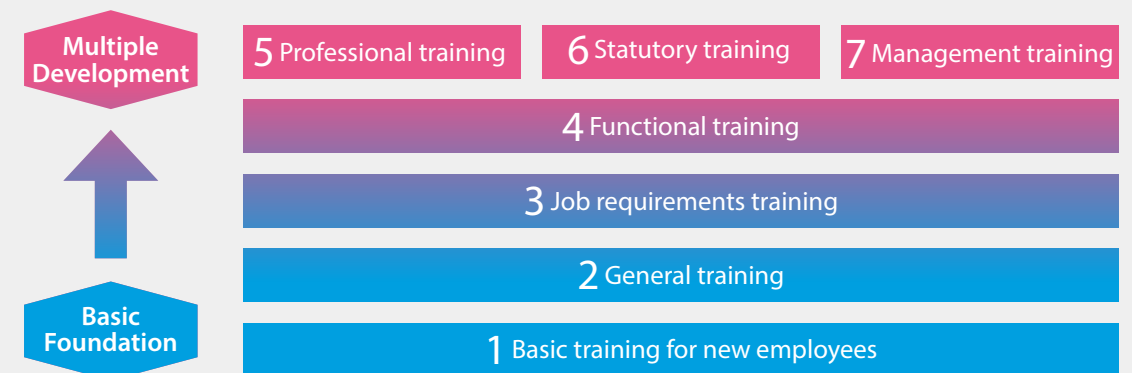 Multiple
Development
5 Professional training
6 Statutory training
7 Management training
4 Functional training
3 Job requirements training
2 General training
Basic
Foundation
1 Basic training for new employees